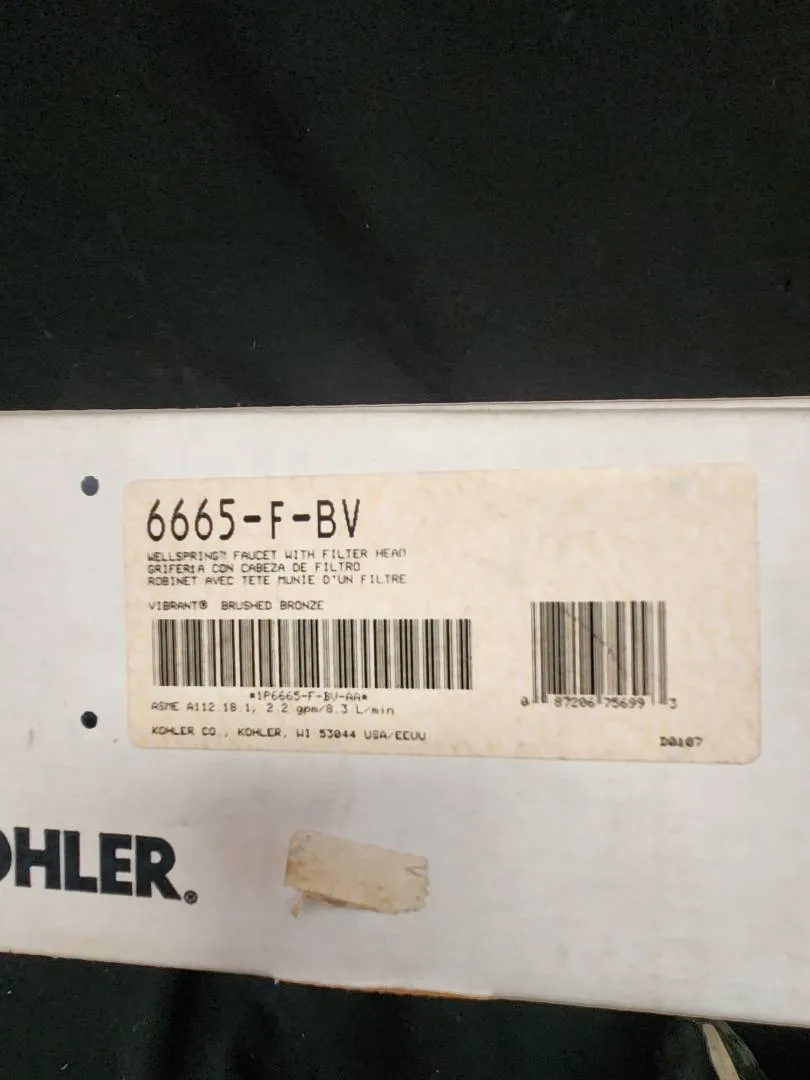 6665-F-BV
WELLSPRING™ FAUCET WITH FILTER HEAD
GRIFERIA CON CABEZA DE FILTRO
ROBINET AVEC TETE MUNIE D'UN FILTRE
VIBRANT® BRUSHED BRONZE
*1P6665-F-BV-AA*
ASME A112.18.1, 2.2 gpm/8.3 L/min
KOHLER CO., KOHLER, WI 53044 USA/EEUU
0 87206 75699 3
D0107
OHLER®